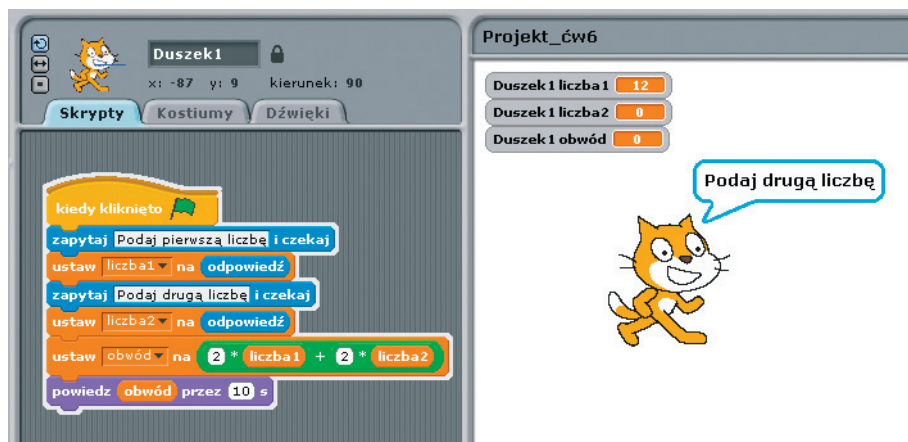 Duszek1
x: -87 y: 9 kierunek: 90
Skrypty Kostiumy Dźwięki
kiedy kliknięto
zapytaj Podaj pierwszą liczbę i czekaj
ustaw liczba1 na odpowiedź
zapytaj Podaj drugą liczbę i czekaj
ustaw liczba2 na odpowiedź
ustaw obwód na 2 * liczba1 + 2 * liczba2
powiedz obwód przez 10 s
Projekt_ćw6
Duszek1 liczba1 12
Duszek1 liczba2 0
Duszek1 obwód 0
Podaj drugą liczbę